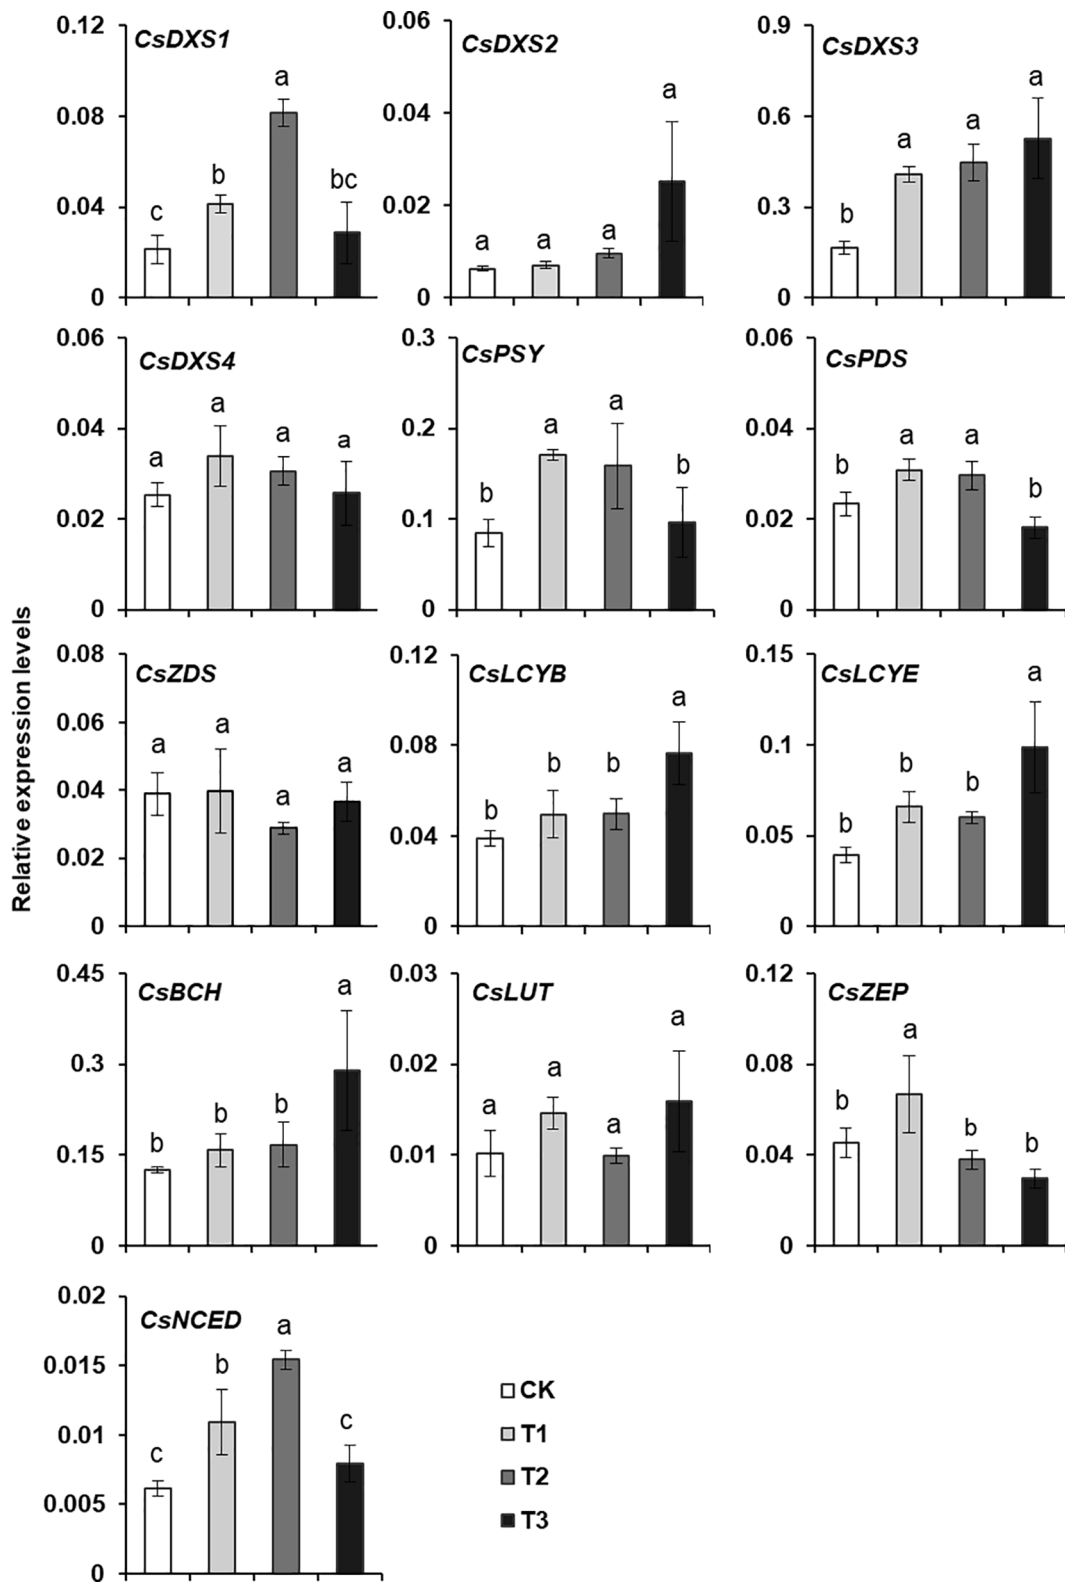 Relative expression levels
CsDXS1
0.12
0.08
0.04
0
c
b
a
bc
CsDXS2
0.06
0.04
0.02
0
a
a
a
a
CsDXS3
0.9
0.6
0.3
0
b
a
a
a
CsDXS4
0.06
0.04
0.02
0
a
a
a
a
CsPSY
0.3
0.2
0.1
0
b
a
a
b
CsPDS
0.06
0.04
0.02
0
b
a
a
b
CsZDS
0.08
0.06
0.04
0.02
0
a
a
a
a
CsLCYB
0.12
0.08
0.04
0
b
b
b
a
CsLCYE
0.15
0.1
0.05
0
b
b
b
a
CsBCH
0.45
0.3
0.15
0
b
b
b
a
CsLUT
0.03
0.02
0.01
0
a
a
a
a
CsZEP
0.12
0.08
0.04
0
b
a
b
b
CsNCED
0.02
0.015
0.01
0.005
0
c
b
a
c
CK
T1
T2
T3